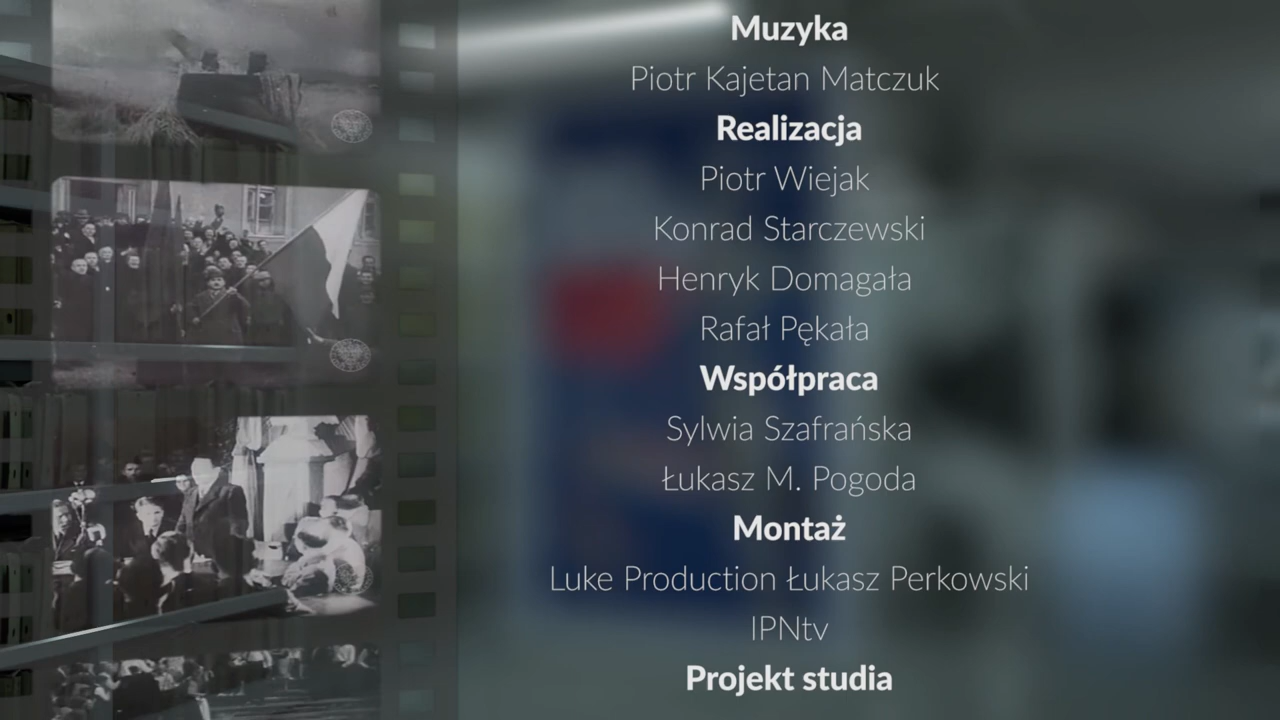 Muzyka
Piotr Kajetan Matczuk
Realizacja
Piotr Wiejak
Konrad Starczewski
Henryk Domagała
Rafał Pękała
Współpraca
Sylwia Szafrańska
Łukasz M. Pogoda
Montaż
Luke Production Łukasz Perkowski
IPNtv
Projekt studia